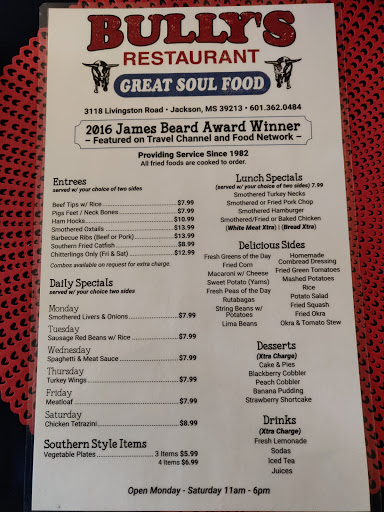 BULLY'S
RESTAURANT
GREAT SOUL FOOD
3118 Livingston Road - Jackson, MS 39213 - 601.362.0484
2016 James Beard Award Winner
- Featured on Travel Channel and Food Network -
Providing Service Since 1982
All fried foods are cooked to order.
Entrees
served w/ your choice of two sides
Beef Tips w/ Rice $7.99
Pigs Feet / Neck Bones $7.99
Ham Hocks $10.99
Smothered Oxtails $13.99
Barbecue Ribs (Beef or Pork) $13.99
Southern Fried Catfish $8.99
Chitterlings Only (Fri & Sat) $12.99
Combos available on request for extra charge.
Daily Specials
served w/ your choice two sides
Monday
Smothered Livers & Onions $7.99
Tuesday
Sausage Red Beans w/ Rice $7.99
Wednesday
Spaghetti & Meat Sauce $7.99
Thursday
Turkey Wings $7.99
Friday
Meatloaf $7.99
Saturday
Chicken Tetrazini $8.99
Southern Style Items
Vegetable Plates 3 Items $5.99
4 Items $6.99
Lunch Specials
(served w/ your choice of two sides) 7.99
Smothered Turkey Necks
Smothered or Fried Pork Chop
Smothered Hamburger
Smothered/Fried or Baked Chicken
(White Meat Xtra) | (Bread Xtra)
Delicious Sides
Fresh Greens of the Day
Fried Corn
Macaroni w/ Cheese
Sweet Potato (Yams)
Fresh Peas of the Day
Rutabagas
String Beans w/
Potatoes
Lima Beans
Homemade
Cornbread Dressing
Fried Green Tomatoes
Mashed Potatoes
Rice
Potato Salad
Fried Squash
Fried Okra
Okra & Tomato Stew
Desserts
(Xtra Charge)
Cake & Pies
Blackberry Cobbler
Peach Cobbler
Banana Pudding
Strawberry Shortcake
Drinks
(Xtra Charge)
Fresh Lemonade
Sodas
Iced Tea
Juices
Open Monday - Saturday 11am - 6pm